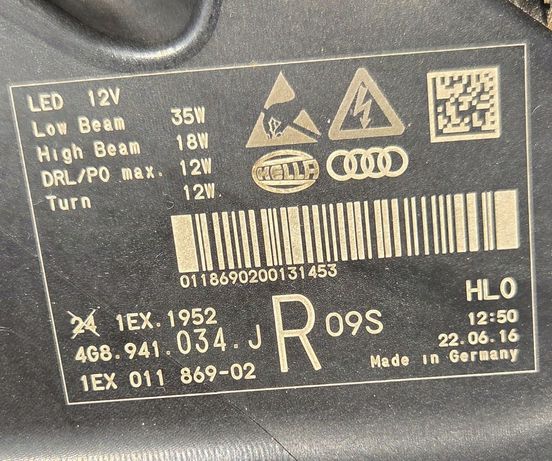 LED 12V
Low Beam 35W
High Beam 18W
DRL/PO max. 12W
Turn 12W
HELLA
0118690200131453
24 1EX.1952
4G8.941.034.J R 09S
1EX 011 869-02
HLO
12:50
22.06.16
Made in Germany